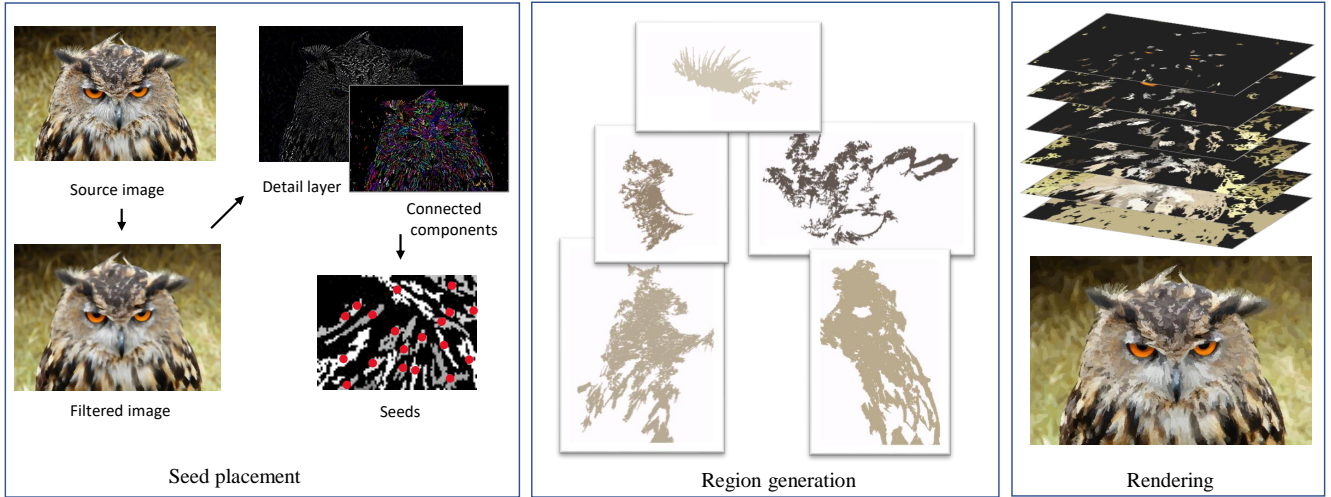 Source image
Detail layer
Connected
components
Filtered image
Seeds
Seed placement
Region generation
Rendering